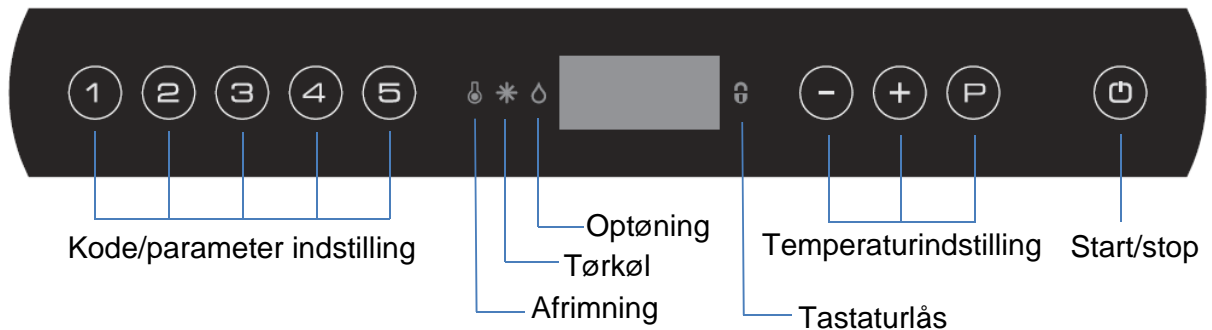 1 2 3 4 5 - + P
Kode/parameter indstilling
Optøning
Tørkøl
Afrimning
Tastaturlås
Temperaturindstilling
Start/stop